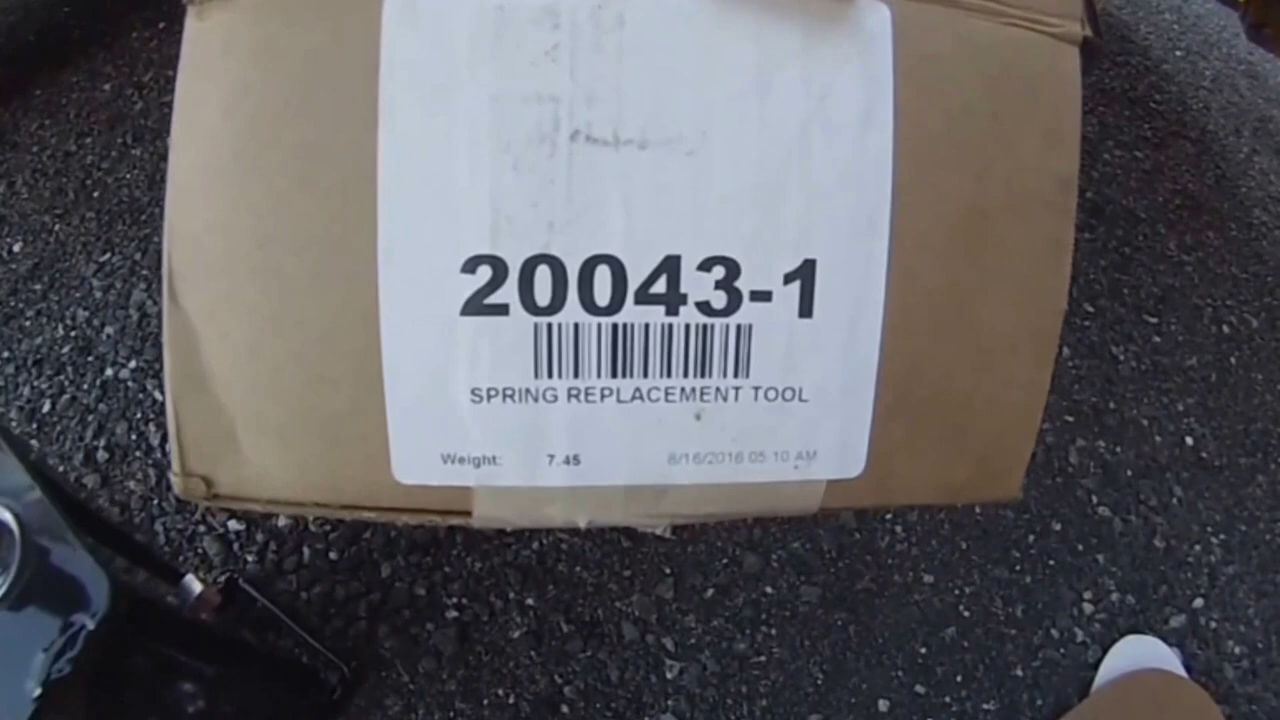 20043-1
SPRING REPLACEMENT TOOL
Weight: 7.45 8/16/2016 05:10 AM